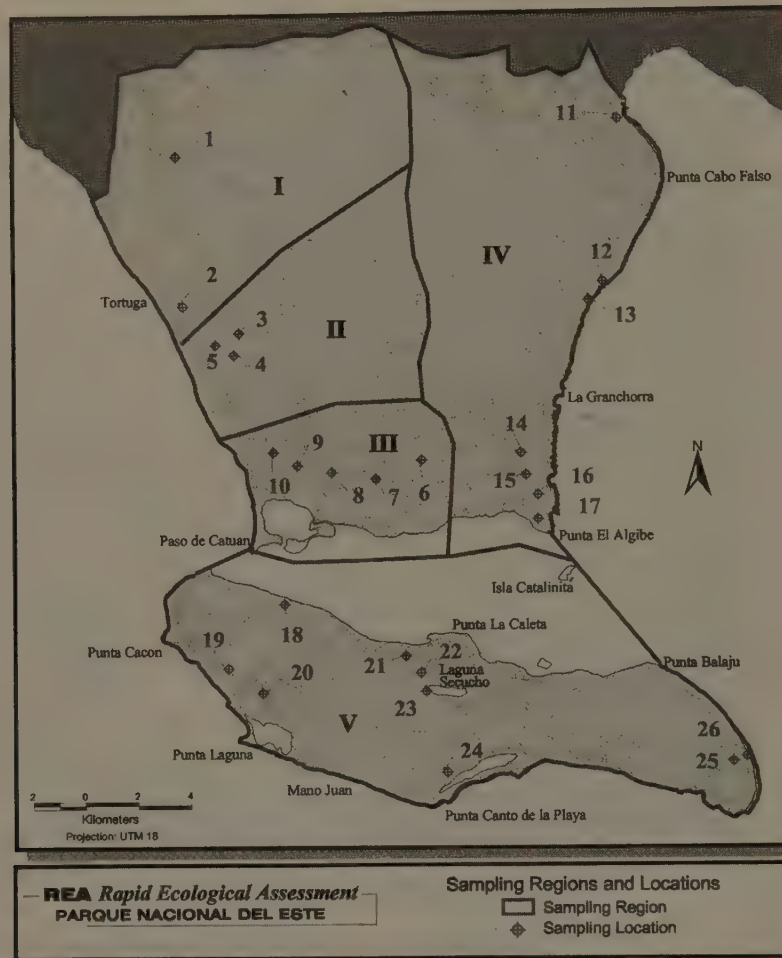 1
11
I
Punta Cabo Falso
IV
12
2
Tortuga
13
3
II
5 4
La Granchorra
14
9
III
N
15
16
10 8 7 6
17
Paso de Catuan
Punta El Algibe
Isla Catalinita
18
Punta La Caleta
Punta Cacon
19
22
21
Punta Balaju
20
Laguna
Secucho
23
26
V
25
Punta Laguna
24
Mano Juan
2 0 2 4
Kilometers
Projection: UTM 18
Punta Canto de la Playa
REA Rapid Ecological Assessment
PARQUE NACIONAL DEL ESTE
Sampling Regions and Locations
Sampling Region
Sampling Location